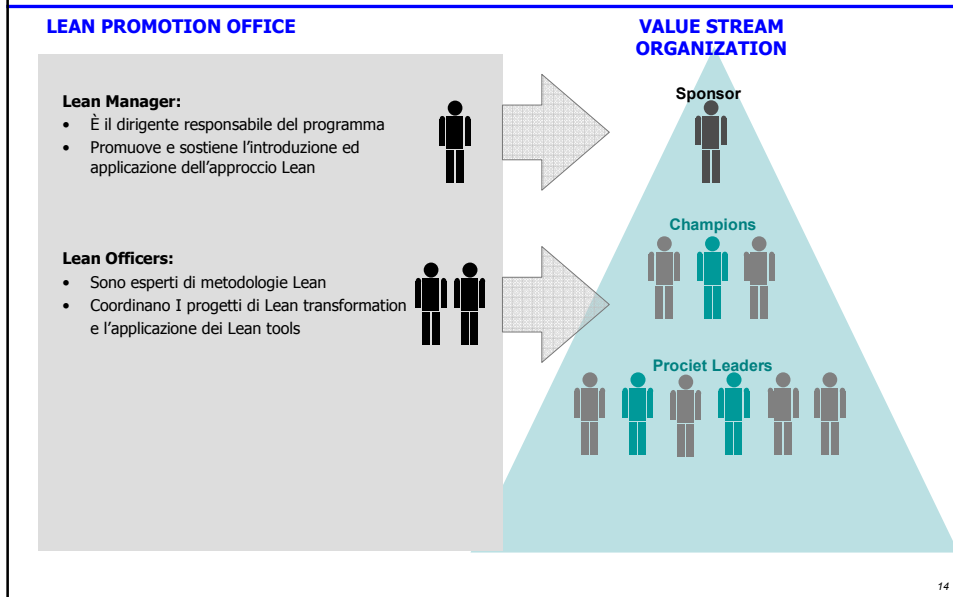 LEAN PROMOTION OFFICE
VALUE STREAM
ORGANIZATION
Lean Manager:
• È il dirigente responsabile del programma
• Promuove e sostiene l'introduzione ed
applicazione dell'approccio Lean
Lean Officers:
• Sono esperti di metodologie Lean
• Coordinano I progetti di Lean transformation
e l'applicazione dei Lean tools
Sponsor
Champions
Prociet Leaders
14